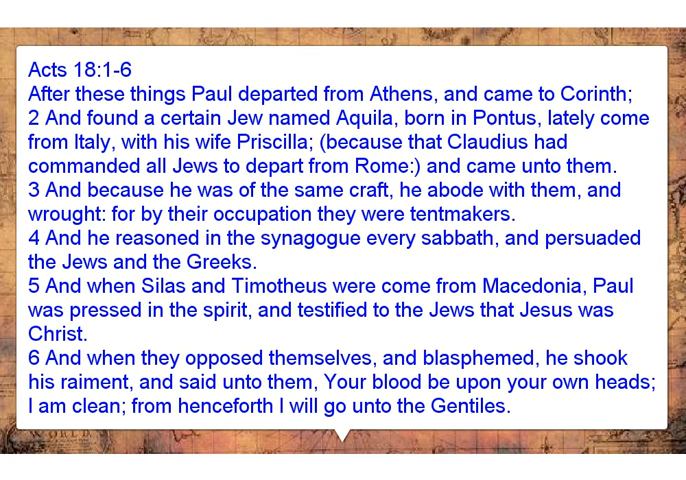 Acts 18:1-6
After these things Paul departed from Athens, and came to Corinth;
2 And found a certain Jew named Aquila, born in Pontus, lately come
from Italy, with his wife Priscilla; (because that Claudius had
commanded all Jews to depart from Rome:) and came unto them.
3 And because he was of the same craft, he abode with them, and
wrought: for by their occupation they were tentmakers.
4 And he reasoned in the synagogue every sabbath, and persuaded
the Jews and the Greeks.
5 And when Silas and Timotheus were come from Macedonia, Paul
was pressed in the spirit, and testified to the Jews that Jesus was
Christ.
6 And when they opposed themselves, and blasphemed, he shook
his raiment, and said unto them, Your blood be upon your own heads;
I am clean; from henceforth I will go unto the Gentiles.
WORLD